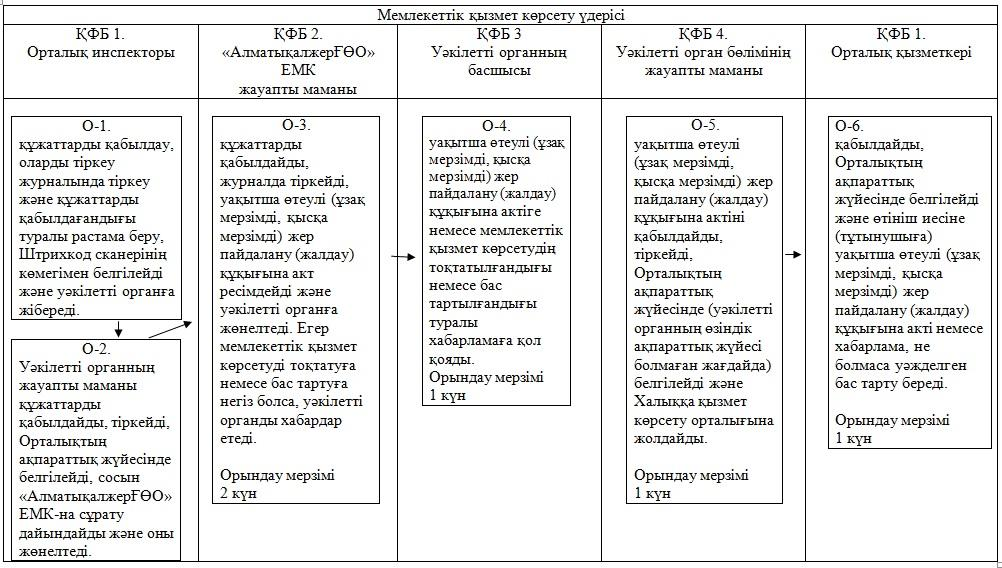 Мемлекеттік қызмет көрсету үдерісі
ҚФБ 1.
Орталық инспекторы
ҚФБ 2.
«АлматықалжерҒӨО»
ЕМК
жауапты маманы
ҚФБ 3
Уәкілетті органның
басшысы
ҚФБ 4.
Уәкілетті орган бөлімінің
жауапты маманы
ҚФБ 1.
Орталық қызметкері
О-1.
құжаттарды қабылдау,
оларды тіркеу
журналында тіркеу
және құжаттарды
қабылдағандығы
туралы растама беру,
Штрихкод сканерінің
көмегімен белгілейді
және уәкілетті органға
жібереді.
О-2.
Уәкілетті органның
жауапты маманы
құжаттарды
қабылдайды, тіркейді,
Орталықтың
ақпараттық жүйесінде
белгілейді, сосын
«АлматықалжерҒӨО»
ЕМК-на сұрату
дайындайды және оны
жөнелтеді.
О-3.
құжаттарды
қабылдайды,
журналда тіркейді,
уақытша өтеулі (ұзақ
мерзімді, қысқа
мерзімді) жер
пайдалану (жалдау)
құқығына акт
ресімдейді және
уәкілетті органға
жөнелтеді. Егер
мемлекеттік қызмет
көрсетуді тоқтатуға
немесе бас тартуға
негіз болса, уәкілетті
органды хабардар
етеді.
Орындау мерзімі
2 күн
О-4.
уақытша өтеулі (ұзақ
мерзімді, қысқа
мерзімді) жер
пайдалану (жалдау)
құқығына актіге
немесе мемлекеттік
қызмет көрсетудің
тоқтатылғандығы
немесе бас
тартылғандығы
туралы
хабарламаға қол
қояды.
Орындау мерзімі
1 күн
О-5.
уақытша өтеулі
(ұзақ мерзімді,
қысқа мерзімді) жер
пайдалану (жалдау)
құқығына актіні
қабылдайды,
тіркейді,
Орталықтың
ақпараттық
жүйесінде (уәкілетті
органның өзіндік
ақпараттық жүйесі
болмаған жағдайда)
белгілейді және
Халыққа қызмет
көрсету орталығына
жолдайды.
Орындау мерзімі
1 күн
О-6.
қабылдайды,
Орталықтың
ақпараттық
жүйесінде белгілейді
және өтініш иесіне
(тұтынушыға)
уақытша өтеулі (ұзақ
мерзімді, қысқа
мерзімді) жер
пайдалану (жалдау)
құқығына акті немесе
хабарлама, не
болмаса уәжделген
бас тарту береді.
Орындау мерзімі
1 күн